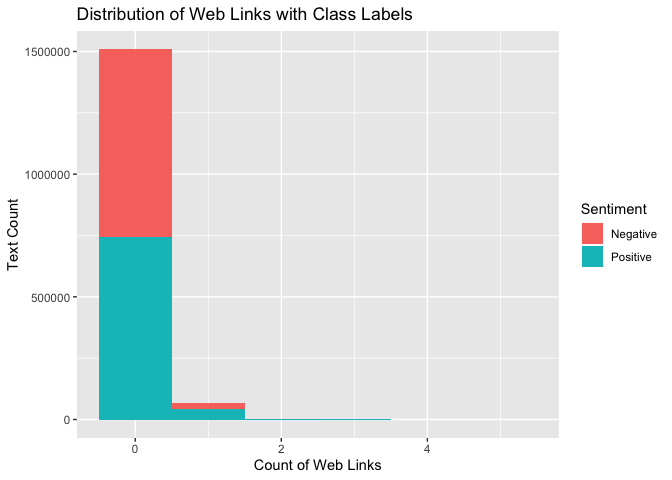 Distribution of Web Links with Class Labels
Text Count
1500000
1000000
500000
0
0 2 4
Count of Web Links
Sentiment
Negative
Positive